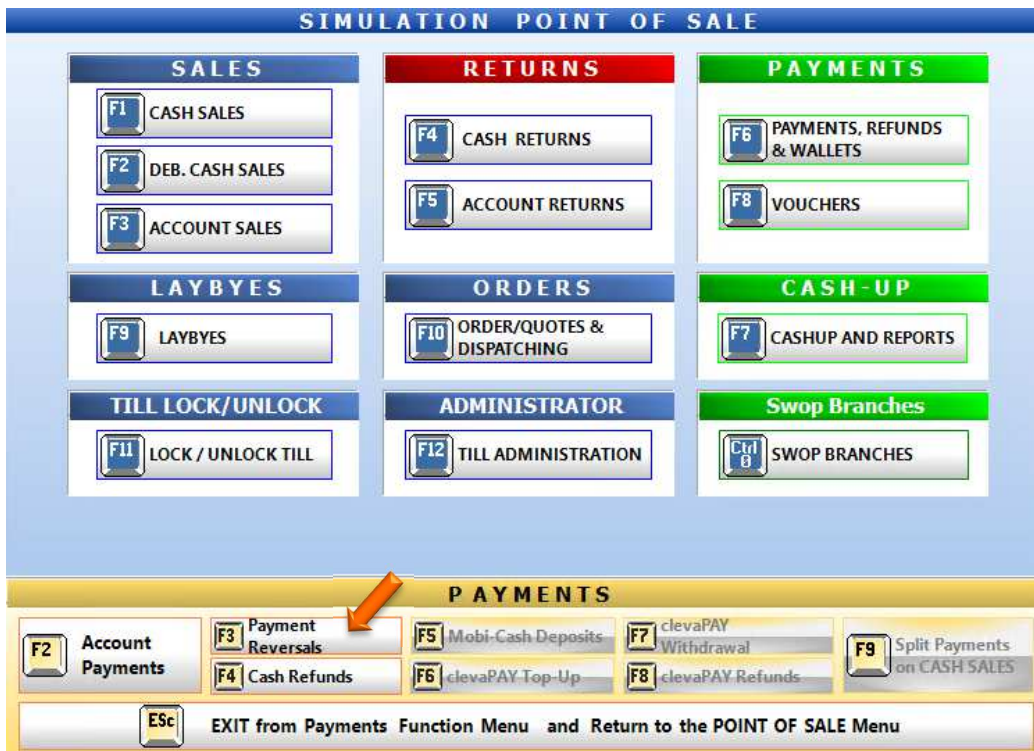 SIMULATION POINT OF SALE
SALES
F1 CASH SALES
F2 DEB. CASH SALES
F3 ACCOUNT SALES
RETURNS
F4 CASH RETURNS
F5 ACCOUNT RETURNS
PAYMENTS
F6 PAYMENTS, REFUNDS
& WALLETS
F8 VOUCHERS
LAYBYES
F9 LAYBYES
ORDERS
F10 ORDER/QUOTES &
DISPATCHING
CASH-UP
F7 CASHUP AND REPORTS
TILL LOCK/UNLOCK
F11 LOCK / UNLOCK TILL
ADMINISTRATOR
F12 TILL ADMINISTRATION
Swop Branches
Ctrl
0
SWOP BRANCHES
PAYMENTS
F2 Account
Payments
F3 Payment
Reversals
F4 Cash Refunds
F5 Mobi-Cash Deposits
F6 clevaPAY Top-Up
F7 clevaPAY
Withdrawal
F8 clevaPAY Refunds
F9 Split Payments
on CASH SALES
ESc EXIT from Payments Function Menu and Return to the POINT OF SALE Menu